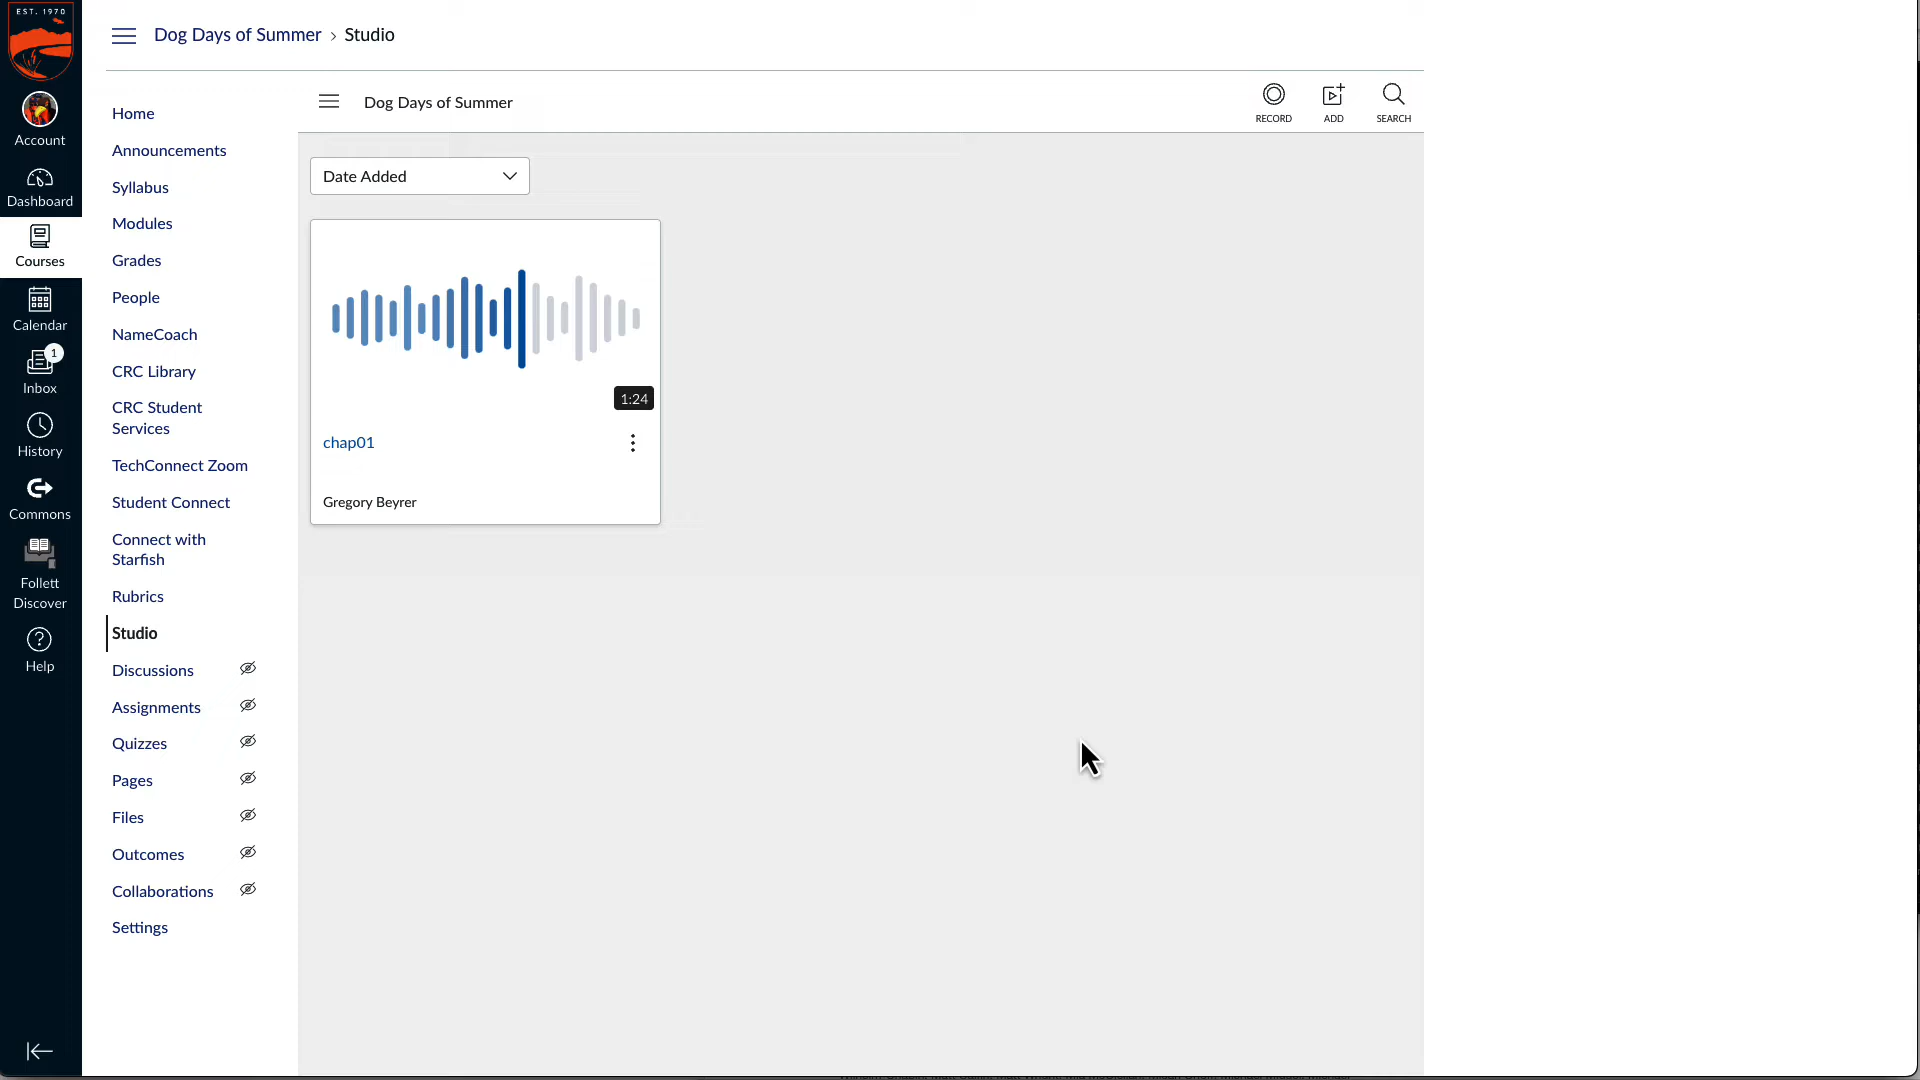 EST. 1970
Account
Dashboard
Courses
Calendar
1
Inbox
History
Commons
Follett
Discover
Help
Dog Days of Summer › Studio
Home
Announcements
Syllabus
Modules
Grades
People
NameCoach
CRC Library
CRC Student
Services
TechConnect Zoom
Student Connect
Connect with
Starfish
Rubrics
Studio
Discussions
Assignments
Quizzes
Pages
Files
Outcomes
Collaborations
Settings
Dog Days of Summer
RECORD
ADD
SEARCH
Date Added
1:24
chap01
Gregory Beyrer